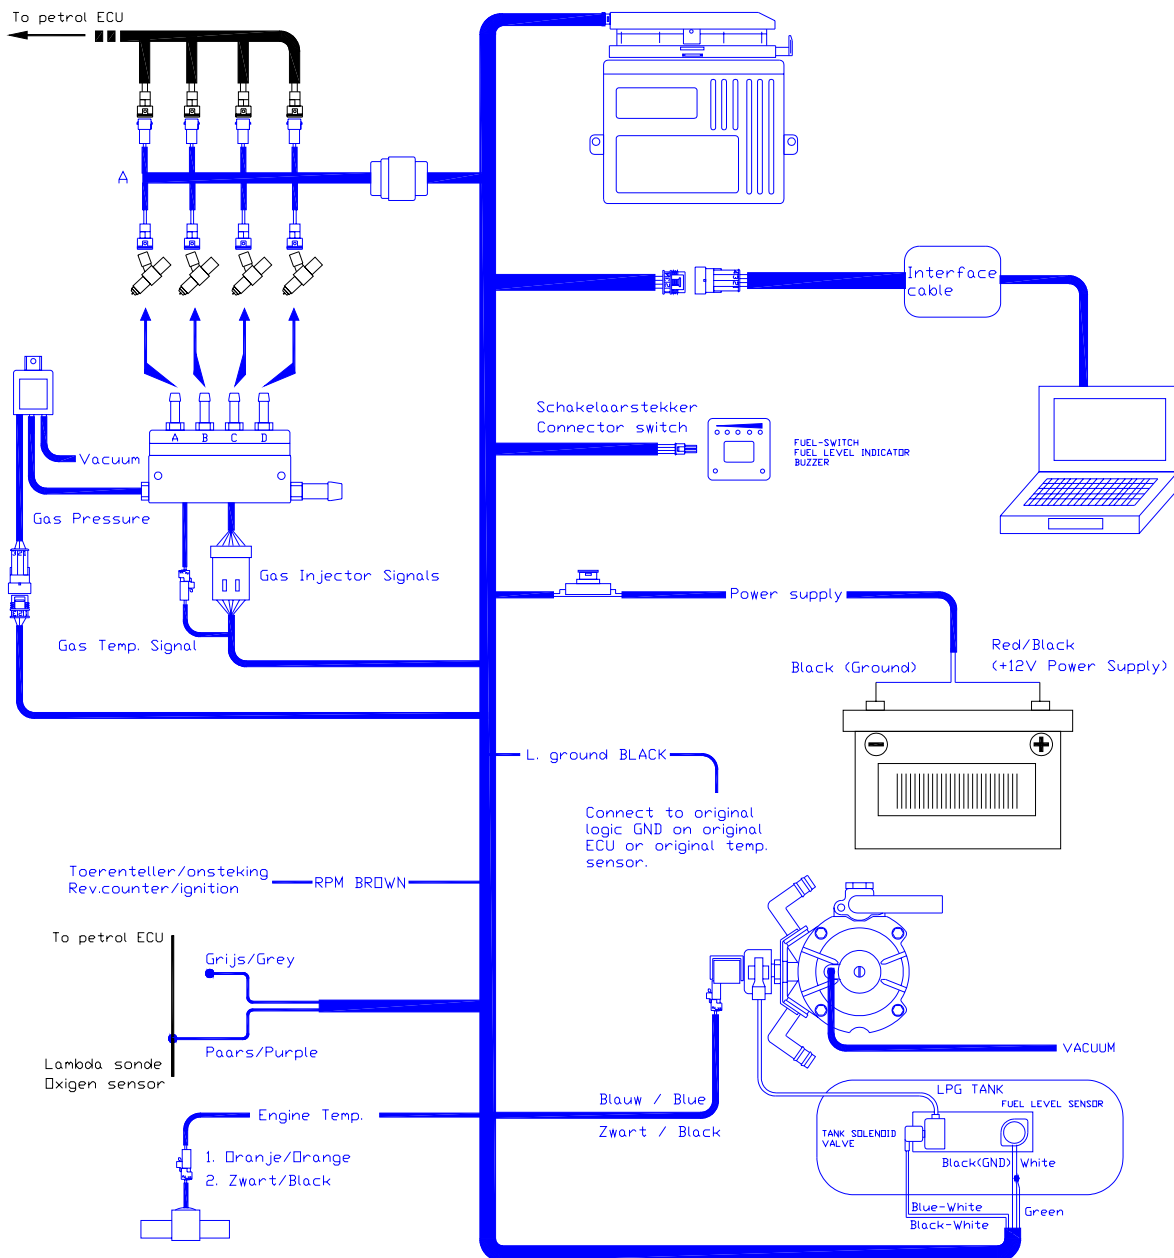 To petrol ECU
A
Interface
cable
Schakelaarstekker
Connector switch
FUEL-SWITCH
FUEL LEVEL INDICATOR
BUZZER
A B C D
Vacuum
Gas Pressure
Gas Injector Signals
Gas Temp. Signal
Power supply
Red/Black
(+12V Power Supply)
Black (Ground)
L. ground BLACK
Connect to original
logic GND on original
ECU or original temp.
sensor.
Toerenteller/onsteking
Rev.counter/ignition
RPM BROWN
To petrol ECU
Grijs/Grey
Paars/Purple
Lambda sonde
Oxigen sensor
VACUUM
Engine Temp.
1. Oranje/Orange
2. Zwart/Black
Blauw / Blue
Zwart / Black
LPG TANK
FUEL LEVEL SENSOR
TANK SOLENOID
VALVE
Black(GND) White
Blue-White
Black-White
Green